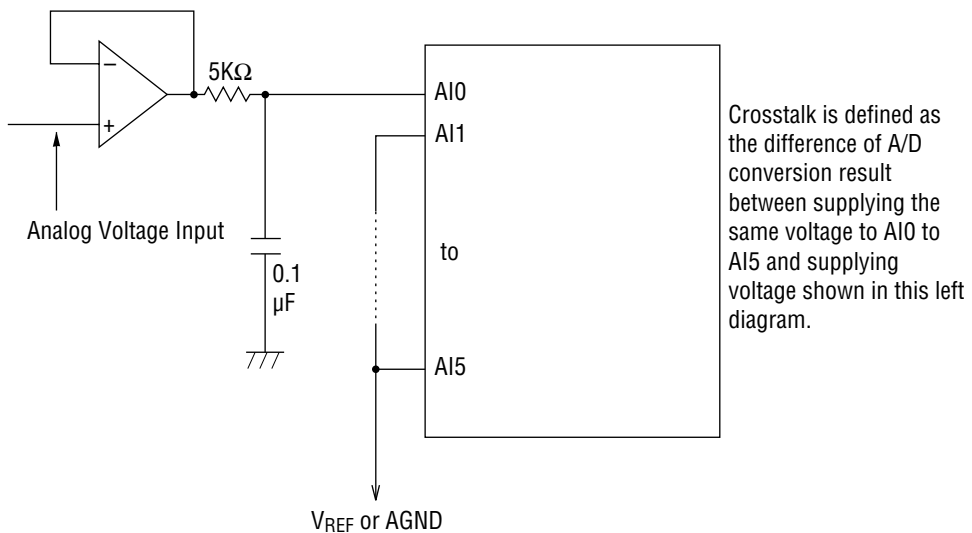 −
+
5KΩ
Analog Voltage Input
0.1
µF
AI0
AI1
to
AI5
VREF or AGND
Crosstalk is defined as
the difference of A/D
conversion result
between supplying the
same voltage to AI0 to
AI5 and supplying
voltage shown in this left
diagram.